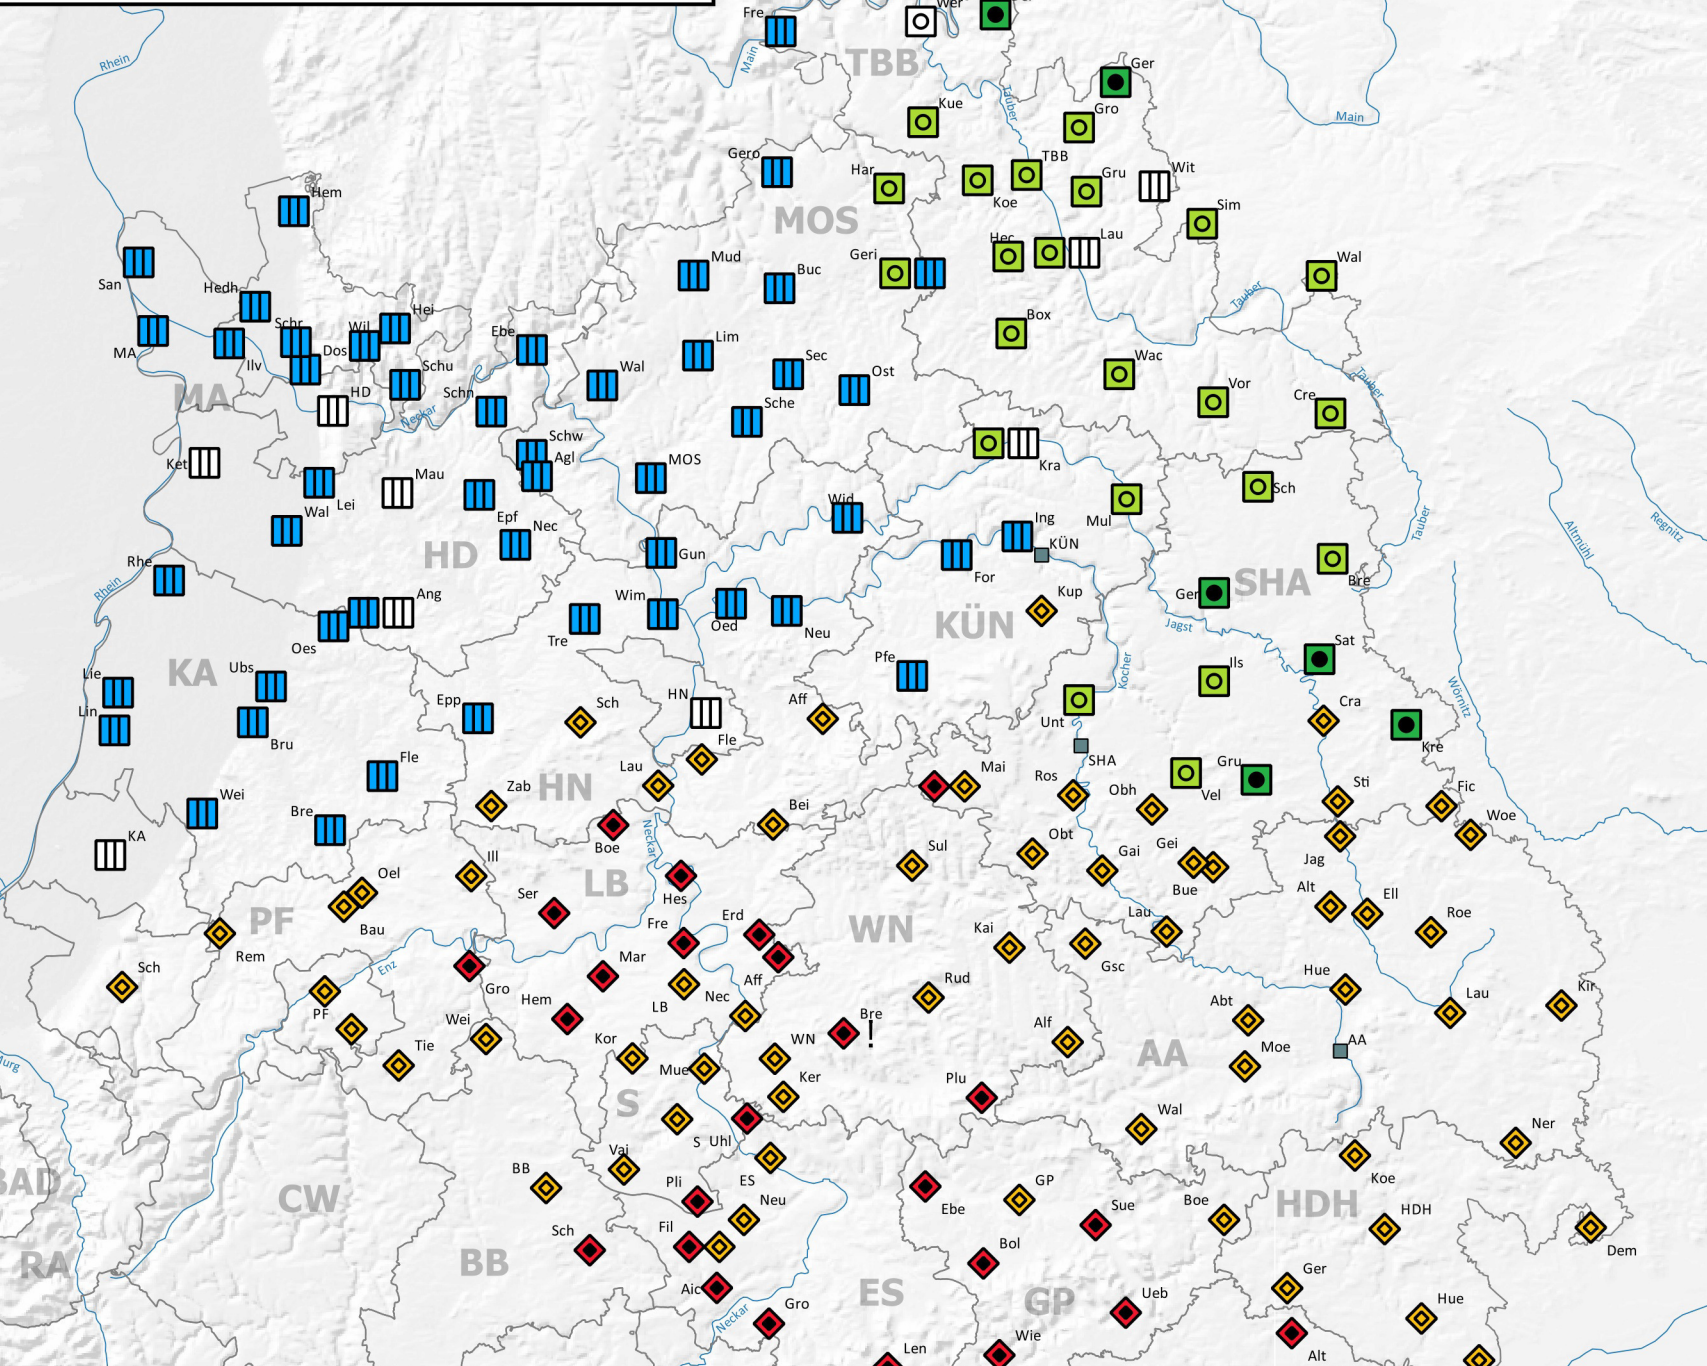 Fre
TBB
Main
Ger
Gro
Kue
Tauber
Main
Rhein
Gero
Har
TBB
Koe
Gru
Wit
Hem
MOS
Sim
Hec
Lau
San
Mud
Buc
Geri
Wal
Hedh
Tauber
MA
Schr
Wil
Hei
Ebe
Box
Ilv
Dos
Lim
Schu
Wal
Sec
Ost
Wac
Tauber
MA
HD
Schn
Neckar
Sche
Vor
Cre
Ket
Schw
Agl
MOS
Kra
Mau
Lei
Wal
Epf
Nec
Wid
Mul
Sch
Ing
KÜN
Tauber
Altmühl
Regnitz
Rhe
HD
Gun
For
Bre
Rhein
Ger
SHA
Kup
Ang
Wim
Oed
Neu
KÜN
Jagst
Oes
Tre
Sat
KA
Ubs
Lie
Pfe
Kocher
Ils
Wörnitz
Lin
Epp
Sch
HN
Aff
Unt
Cra
Bru
Fle
Kre
Fle
SHA
Lau
Mai
Gru
HN
Zab
Ros
Obh
Vel
Sti
Fic
Wei
Bre
Bei
Woe
KA
Boe
Neckar
Obt
Jag
Ill
Sul
Gai
Gei
Oel
LB
Bue
Alt
Ell
Ser
Hes
Bau
PF
Fre
Erd
WN
Kai
Lau
Roe
Rem
Enz
Mar
Gsc
Sch
Gro
Aff
Hue
Hem
LB
Nec
Rud
Abt
Lau
Kir
PF
Wei
Bre !
Alf
Kor
WN
AA
AA
Tie
Mue
Ker
Plu
Moe
S
Wal
S
Uhl
Ner
Vai
BB
Pli
ES
GP
Koe
BAD
CW
Neu
Ebe
Sue
Boe
HDH
HDH
Sch
Fil
Bol
Dem
RA
BB
Aic
ES
GP
Ueb
Ger
Hue
Neckar
Gro
Wie
Len
Alt